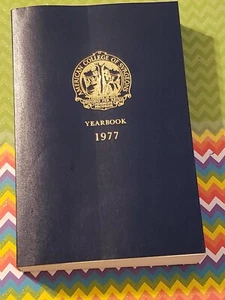 AMERICAN COLLEGE OF SURGEONS
YEARBOOK
1977